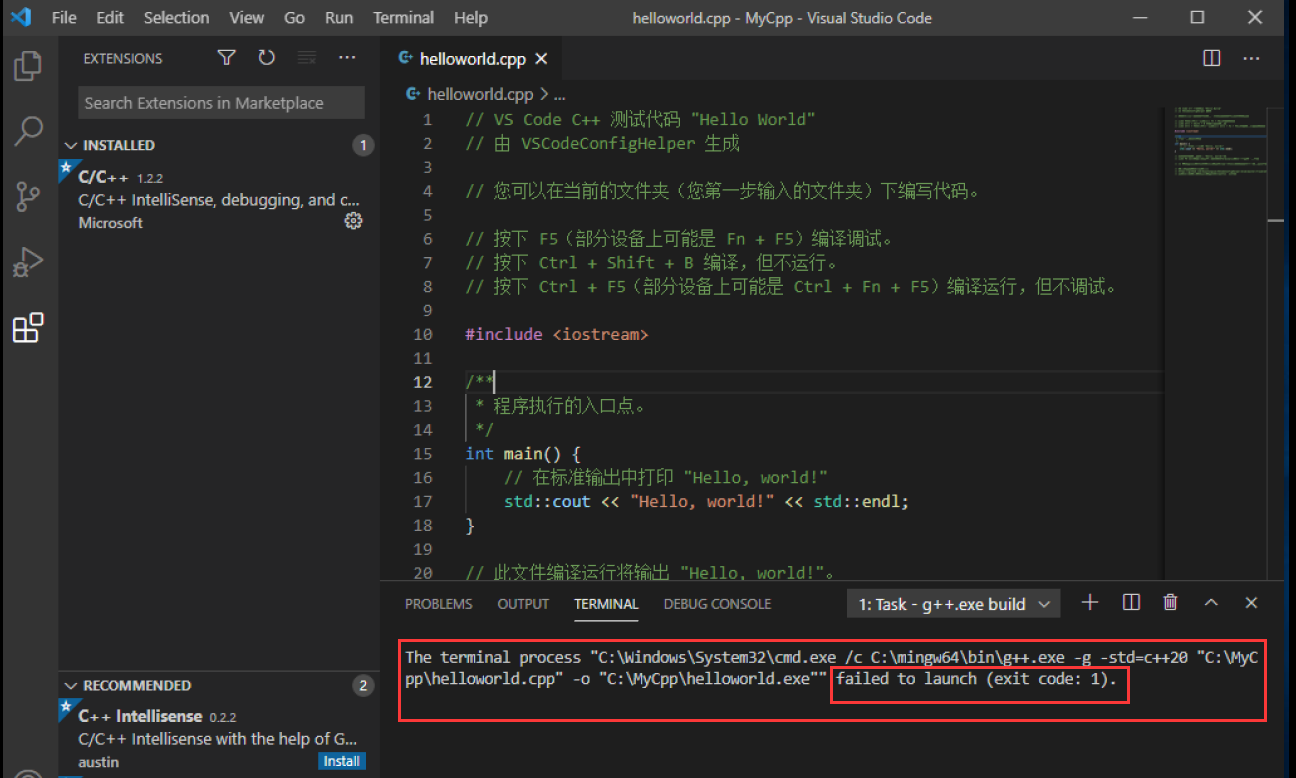 File Edit Selection View Go Run Terminal Help helloworld.cpp - MyCpp - Visual Studio Code
EXTENSIONS
Search Extensions in Marketplace
INSTALLED 1
C/C++ 1.2.2
C/C++ IntelliSense, debugging, and c...
Microsoft
RECOMMENDED 2
C++ Intellisense 0.2.2
C/C++ Intellisense with the help of G...
austin Install
helloworld.cpp
helloworld.cpp > ...
1 // VS Code C++ 测试代码 "Hello World"
2 // 由 VSCodeConfigHelper 生成
3
4 // 您可以在当前的文件夹（您第一步输入的文件夹）下编写代码。
5
6 // 按下 F5（部分设备上可能是 Fn + F5）编译调试。
7 // 按下 Ctrl + Shift + B 编译，但不运行。
8 // 按下 Ctrl + F5（部分设备上可能是 Ctrl + Fn + F5）编译运行，但不调试。
9
10 #include <iostream>
11
12 /**
13 * 程序执行的入口点。
14 */
15 int main() {
16 // 在标准输出中打印 "Hello, world!"
17 std::cout << "Hello, world!" << std::endl;
18 }
19
20 // 此文件编译运行将输出 "Hello, world!"。
PROBLEMS OUTPUT TERMINAL DEBUG CONSOLE 1: Task - g++.exe build
The terminal process "C:\Windows\System32\cmd.exe /c C:\mingw64\bin\g++.exe -g -std=c++20 "C:\MyC
pp\helloworld.cpp" -o "C:\MyCpp\helloworld.exe"" failed to launch (exit code: 1).